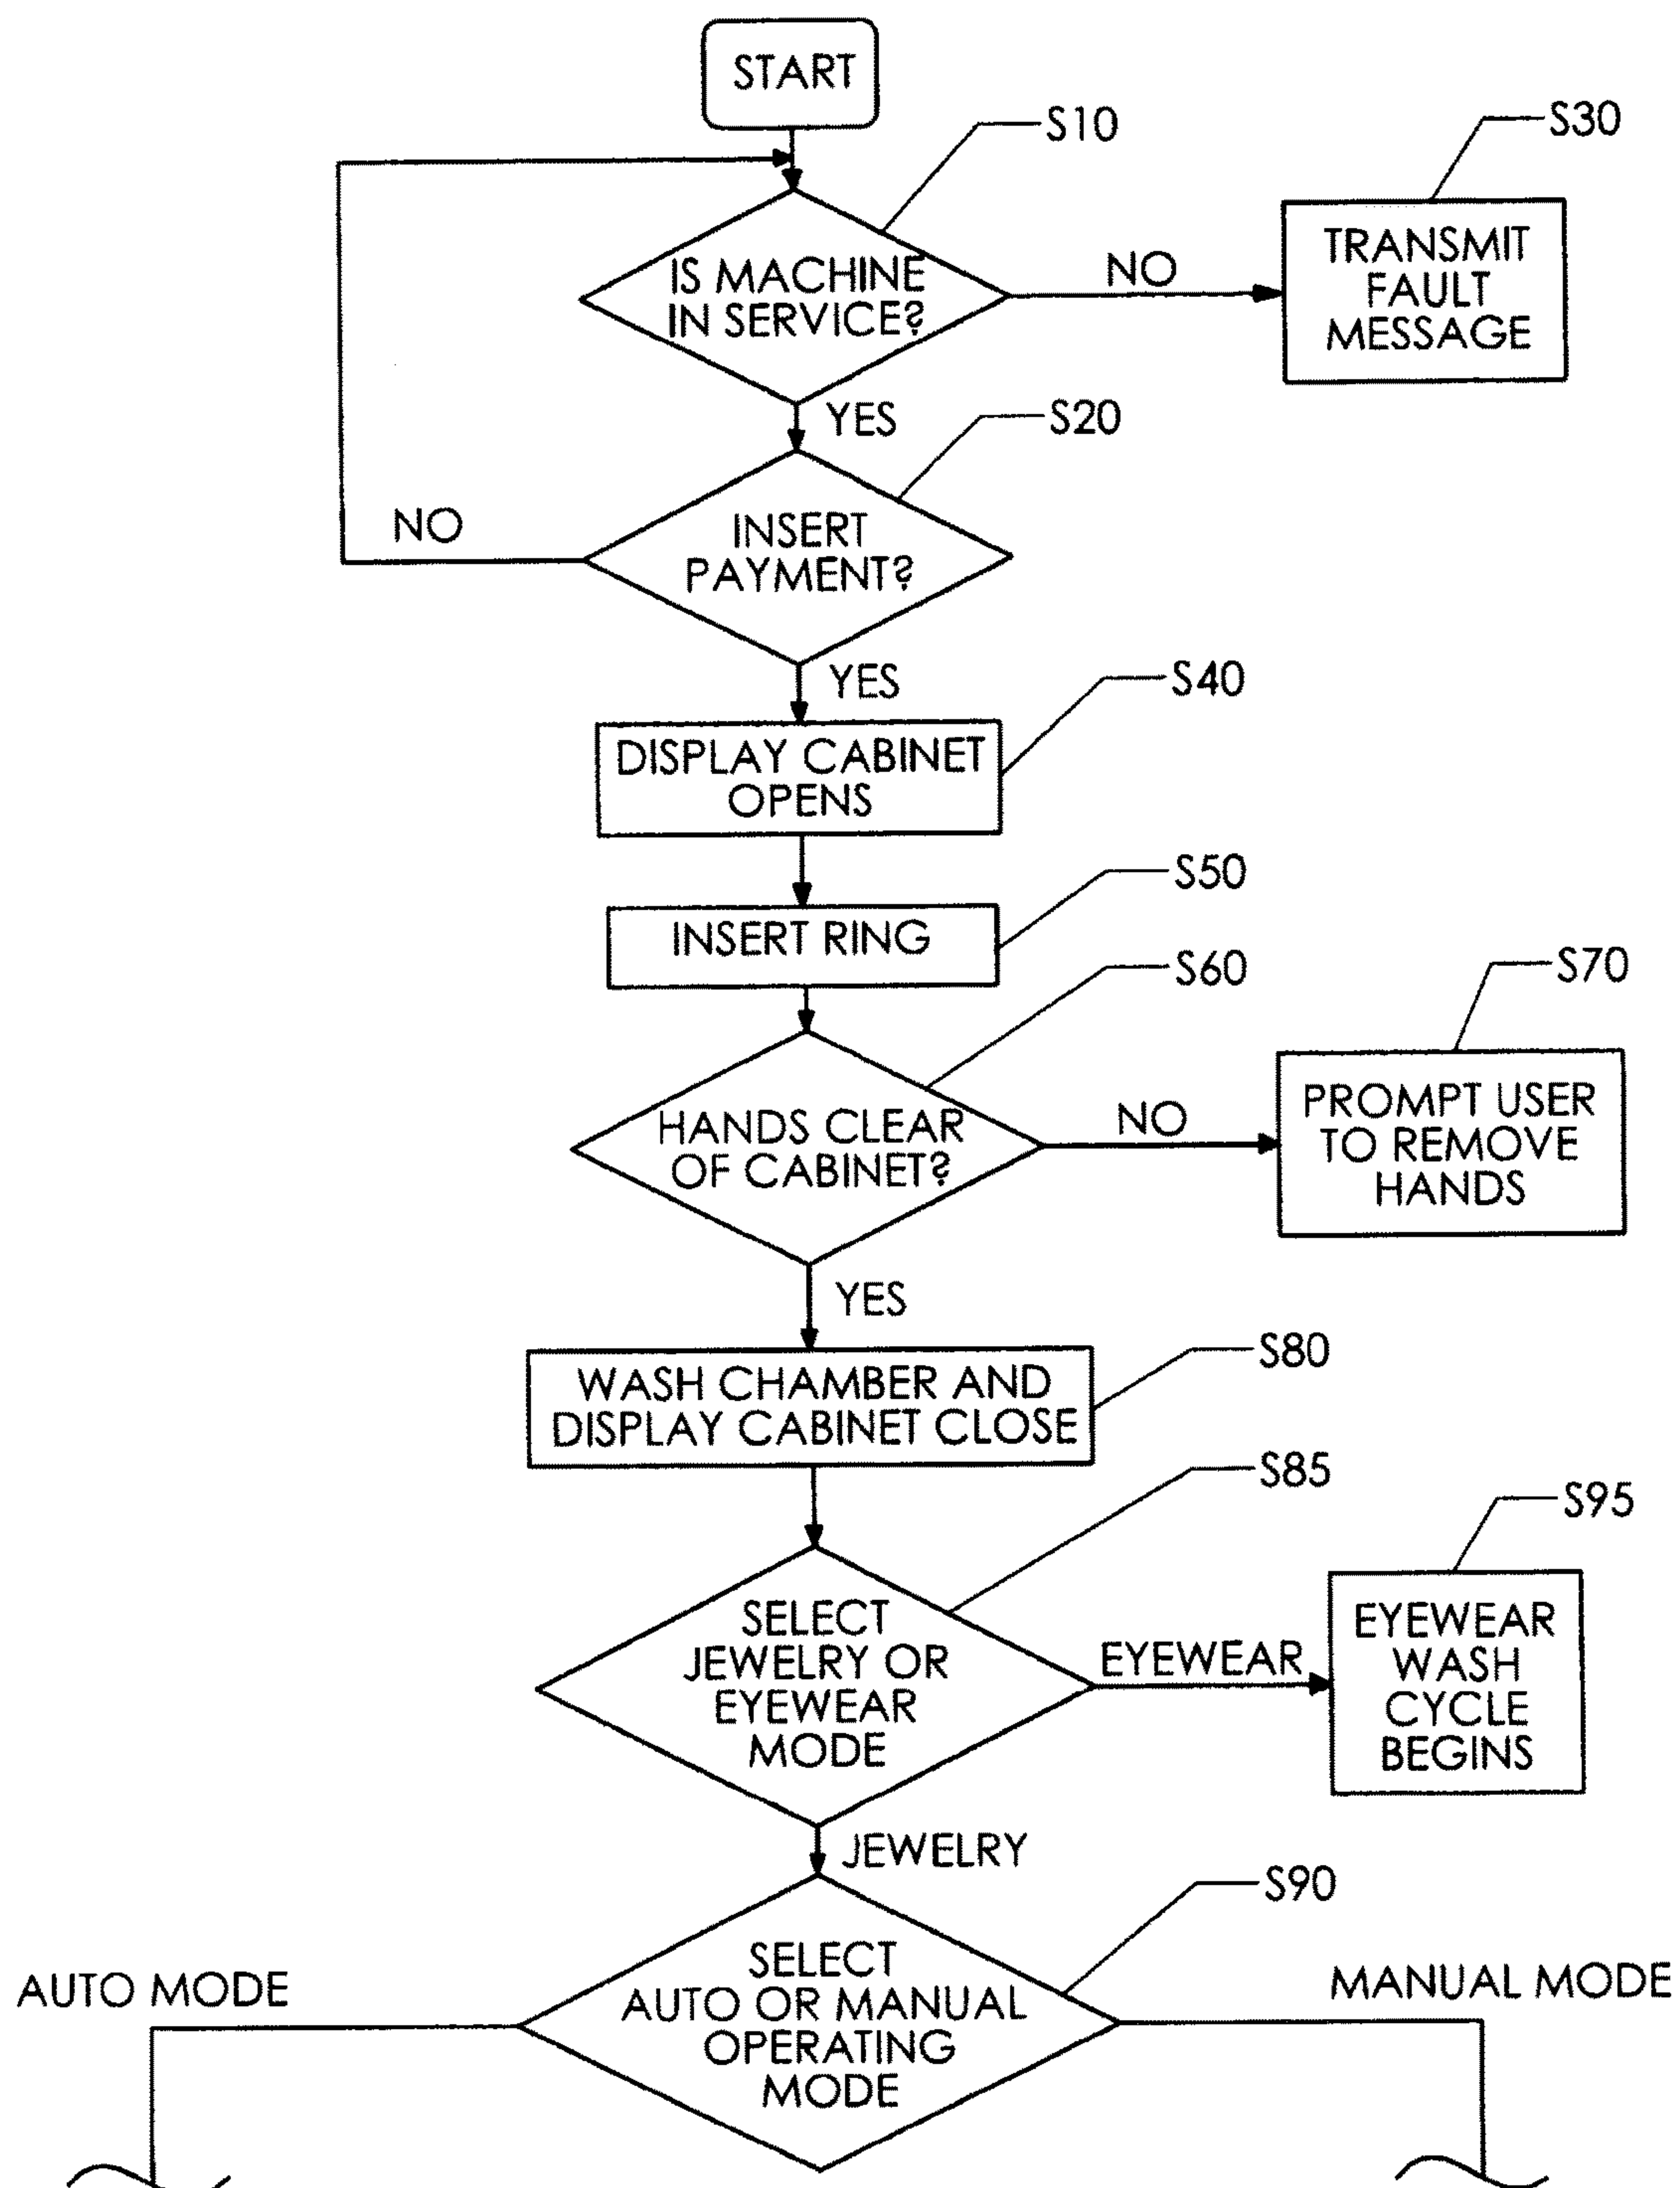 START
S10
S30
IS MACHINE
IN SERVICE?
NO
TRANSMIT
FAULT
MESSAGE
YES
S20
INSERT
PAYMENT?
NO
YES
S40
DISPLAY CABINET
OPENS
S50
INSERT RING
S60
S70
HANDS CLEAR
OF CABINET?
NO
PROMPT USER
TO REMOVE
HANDS
YES
S80
WASH CHAMBER AND
DISPLAY CABINET CLOSE
S85
S95
SELECT
JEWELRY OR
EYEWEAR
MODE
EYEWEAR
EYEWEAR
WASH
CYCLE
BEGINS
JEWELRY
S90
SELECT
AUTO OR MANUAL
OPERATING
MODE
AUTO MODE
MANUAL MODE